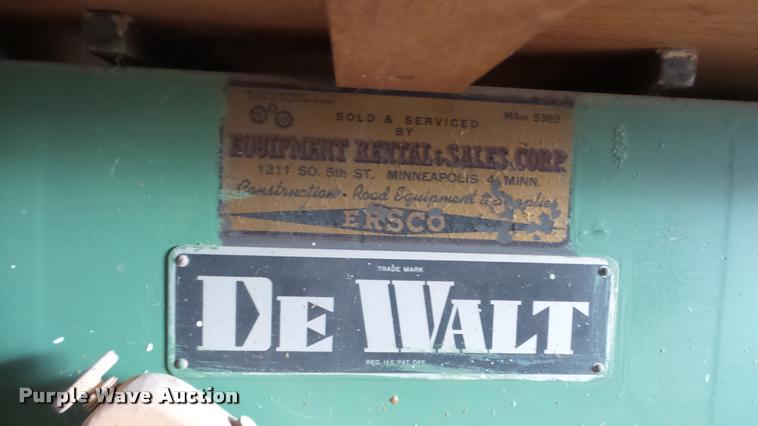 SOLD & SERVICED
BY
MAIN 5390
EQUIPMENT RENTAL & SALES, CORP.
1211 SO. 5th ST. MINNEAPOLIS 4, MINN.
Construction - Road Equipment & Supplies
ERSCO
TRADE MARK
DE WALT
REG. U.S. PAT. OFF.
Purple Wave Auction